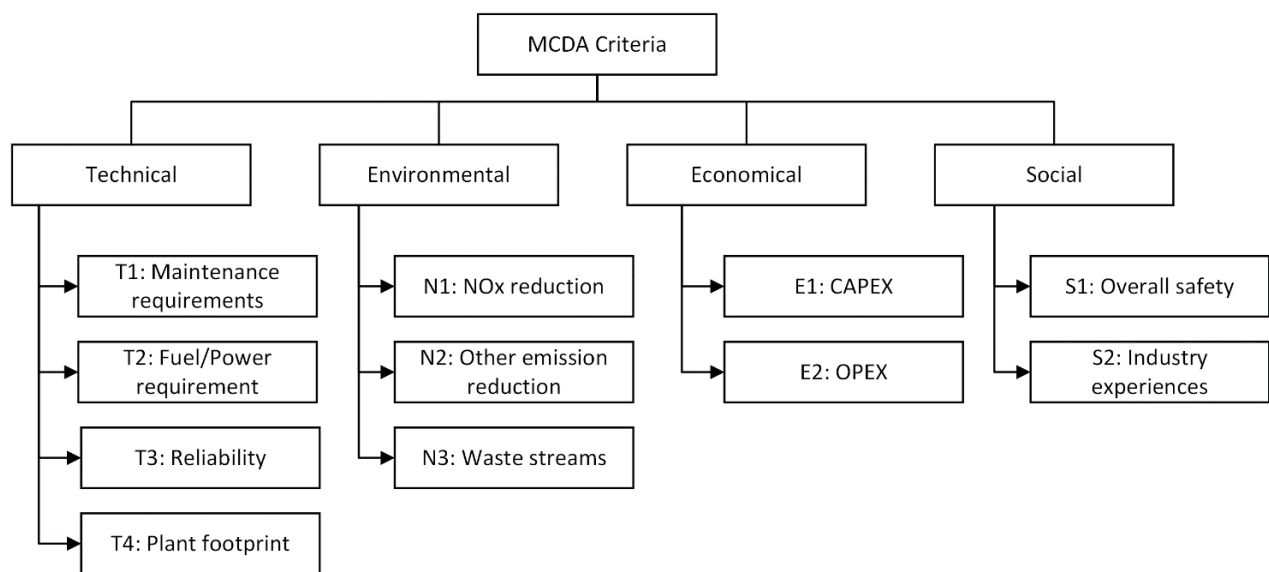 MCDA Criteria
Technical
Environmental
Economical
Social
T1: Maintenance
requirements
N1: NOx reduction
E1: CAPEX
S1: Overall safety
T2: Fuel/Power
requirement
N2: Other emission
reduction
E2: OPEX
S2: Industry
experiences
T3: Reliability
N3: Waste streams
T4: Plant footprint